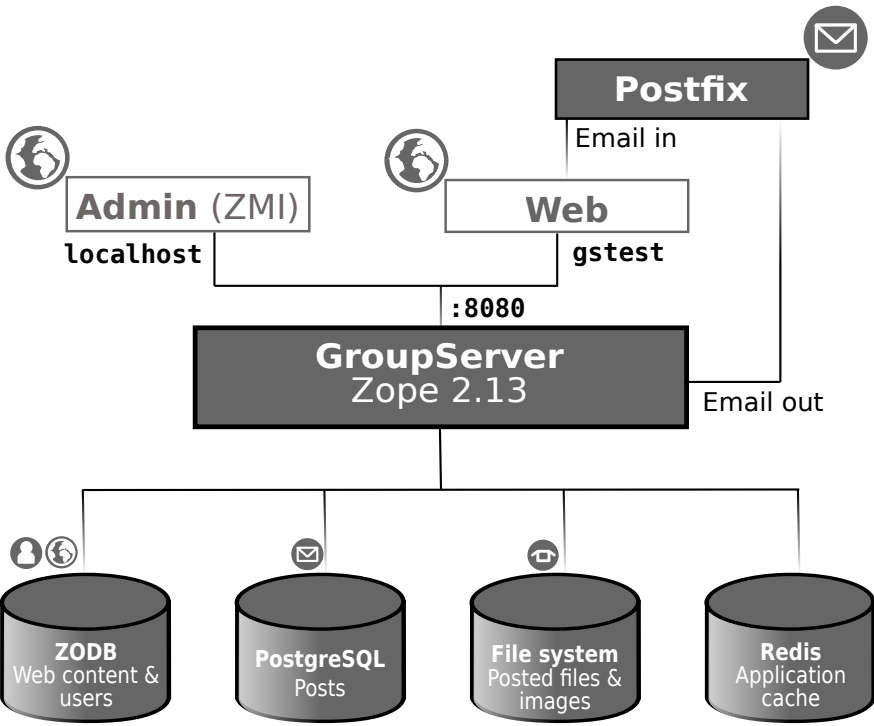 Postfix
Email in
Admin (ZMI)
Web
localhost
gstest
:8080
GroupServer
Zope 2.13
Email out
ZODB
Web content &
users
PostgreSQL
Posts
File system
Posted files &
images
Redis
Application
cache